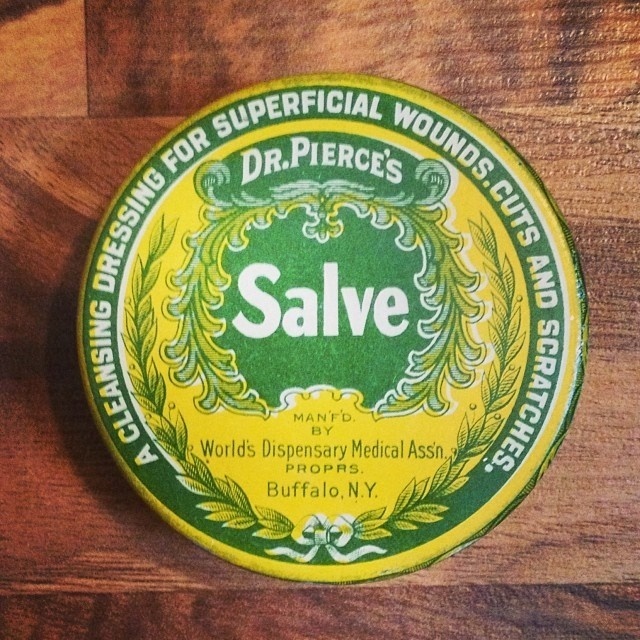 A CLEANSING DRESSING FOR SUPERFICIAL WOUNDS, CUTS AND SCRATCHES.
DR. PIERCE'S
Salve
MAN'F'D.
BY
World's Dispensary Medical Ass'n.,
PROPRS.
Buffalo, N.Y.